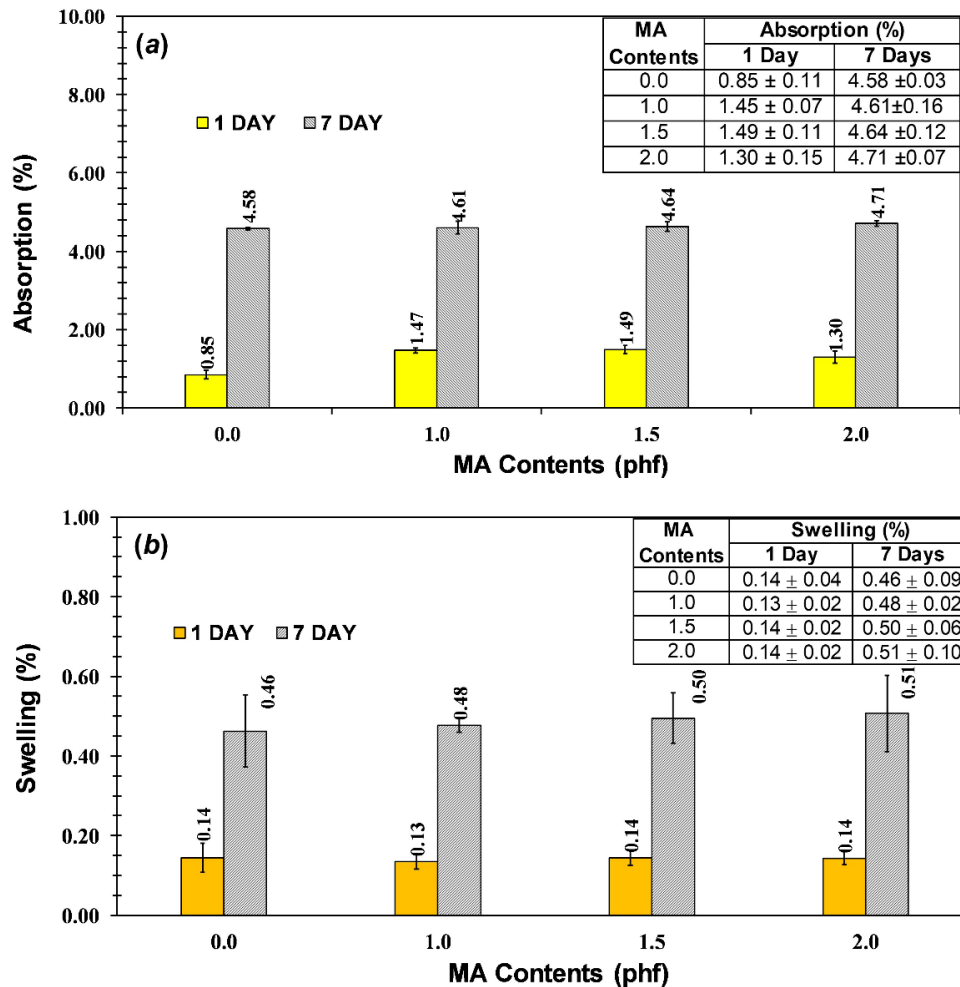 10.00
8.00
6.00
4.00
2.00
0.00
Absorption (%)
(a)
1 DAY 7 DAY
MA Contents Absorption (%)
1 Day 7 Days
0.0 0.85 ± 0.11 4.58 ±0.03
1.0 1.45 ± 0.07 4.61±0.16
1.5 1.49 ± 0.11 4.64 ±0.12
2.0 1.30 ± 0.15 4.71 ±0.07
0.85 4.58 1.47 4.61 1.49 4.64 1.30 4.71
0.0 1.0 1.5 2.0
MA Contents (phf)
1.00
0.80
0.60
0.40
0.20
0.00
Swelling (%)
(b)
1 DAY 7 DAY
MA Contents Swelling (%)
1 Day 7 Days
0.0 0.14 ± 0.04 0.46 ± 0.09
1.0 0.13 ± 0.02 0.48 ± 0.02
1.5 0.14 ± 0.02 0.50 ± 0.06
2.0 0.14 ± 0.02 0.51 ± 0.10
0.14 0.46 0.13 0.48 0.14 0.50 0.14 0.51
0.0 1.0 1.5 2.0
MA Contents (phf)